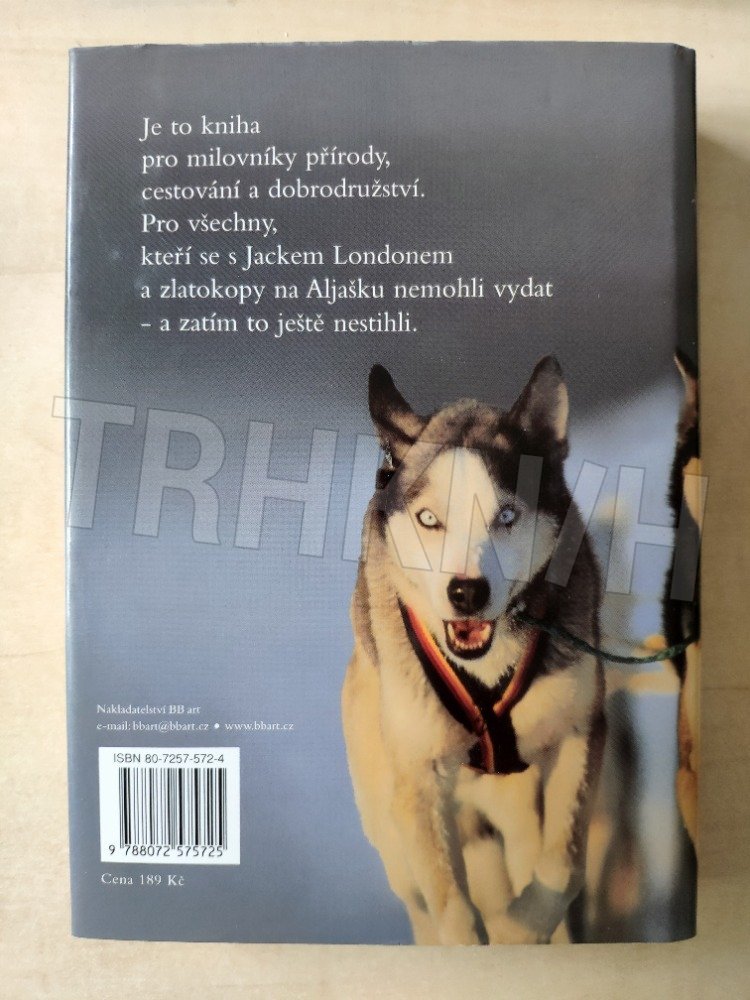 Je to kniha
pro milovníky přírody,
cestování a dobrodružství.
Pro všechny,
kteří se s Jackem Londonem
a zlatokopy na Aljašku nemohli vydat
- a zatím to ještě nestihli.
TRHKNIH
Nakladatelství BB art
e-mail: bbart@bbart.cz • www.bbart.cz
ISBN 80-7257-572-4
9 788072 575725
Cena 189 Kč